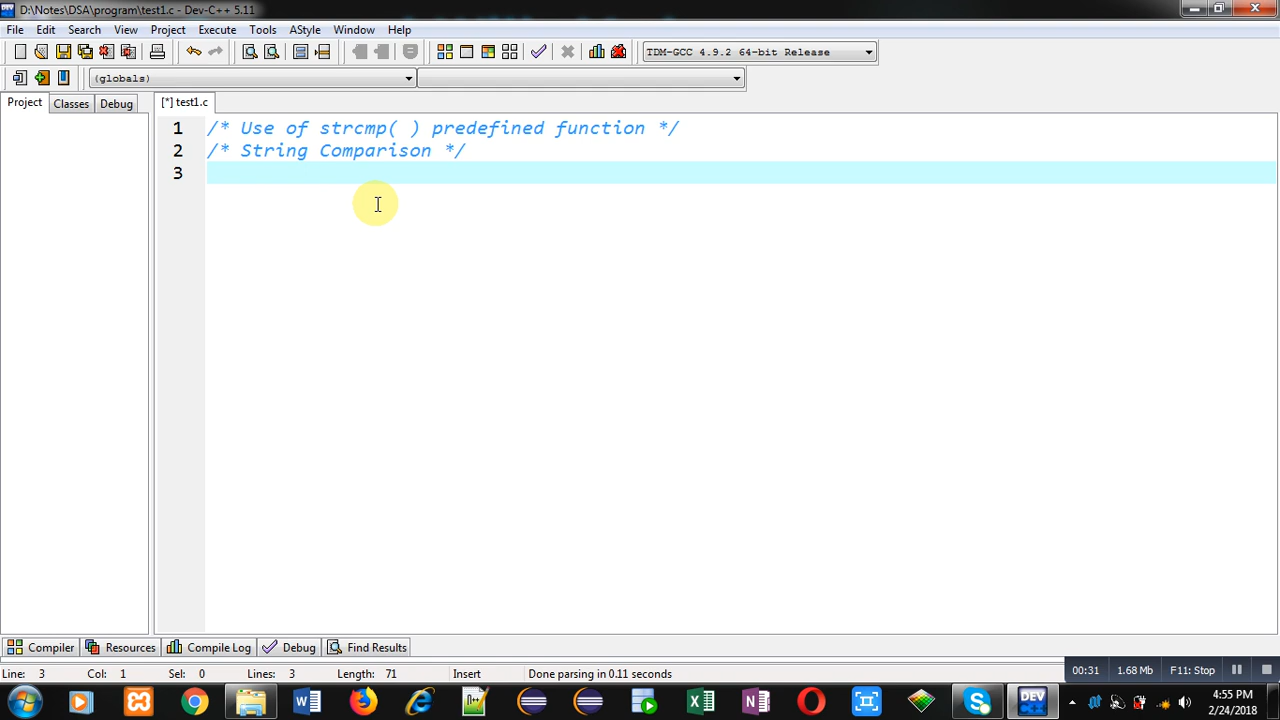 D:\Notes\DSA\program\test1.c - Dev-C++ 5.11
File Edit Search View Project Execute Tools AStyle Window Help
TDM-GCC 4.9.2 64-bit Release
(globals)
Project Classes Debug [*] test1.c
1 /* Use of strcmp( ) predefined function */
2 /* String Comparison */
3
Compiler Resources Compile Log Debug Find Results
Line: 3 Col: 1 Sel: 0 Lines: 3 Length: 71 Insert Done parsing in 0.11 seconds
00:31 1.68 Mb F11: Stop
DEV
4:55 PM
2/24/2018